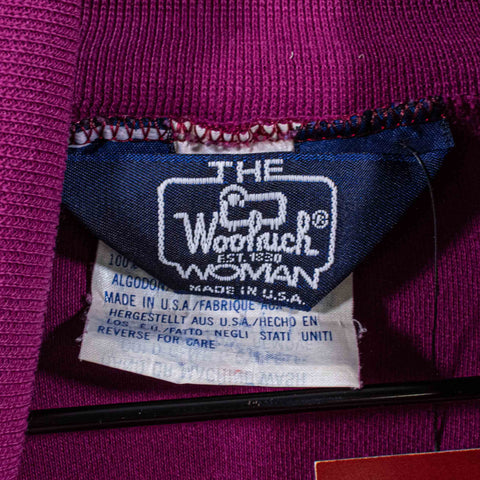 THE
Woolrich®
EST. 1830
WOMAN
MADE IN U.S.A.
100%
ALGODON
MADE IN U.S.A./FABRIQUE AUX
HERGESTELLT AUS U.S.A./HECHO EN
LOS E.U./FATTO NEGLI STATI UNITI
REVERSE FOR CARE